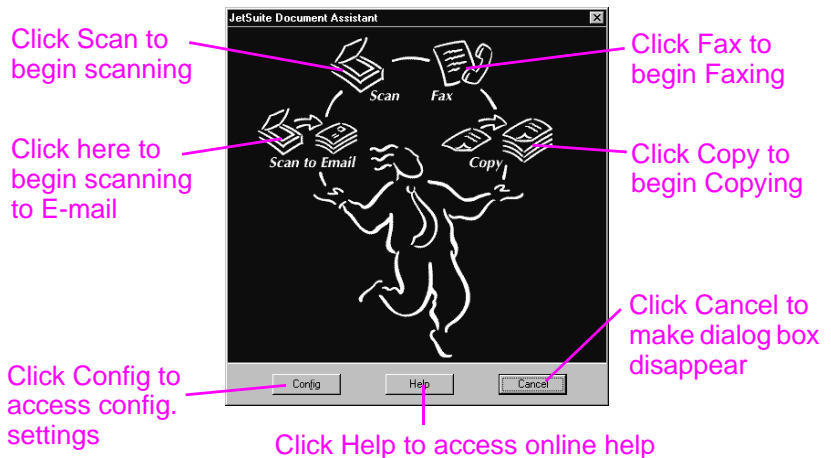 JetSuite Document Assistant
Click Scan to
begin scanning
Click Fax to
begin Faxing
Scan
Fax
Click here to
begin scanning
to E-mail
Scan to Email
Copy
Click Copy to
begin Copying
Click Cancel to
make dialog box
disappear
Click Config to
access config.
settings
Config
Help
Cancel
Click Help to access online help